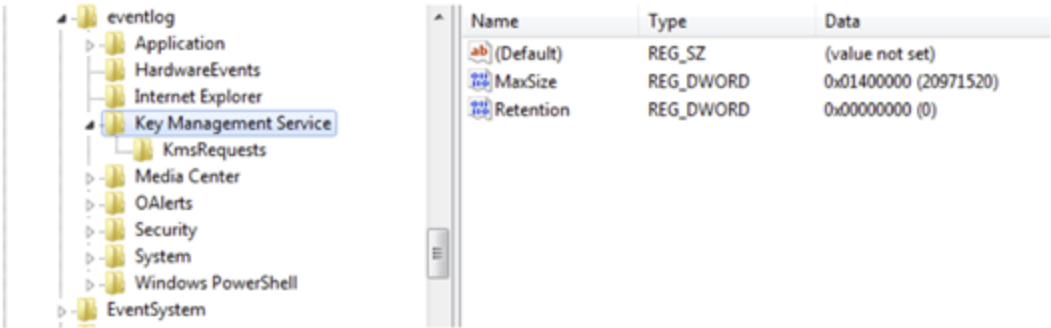 eventlog
Application
HardwareEvents
Internet Explorer
Key Management Service
KmsRequests
Media Center
OAlerts
Security
System
Windows PowerShell
EventSystem
Name Type Data
(Default) REG_SZ (value not set)
MaxSize REG_DWORD 0x01400000 (20971520)
Retention REG_DWORD 0x00000000 (0)